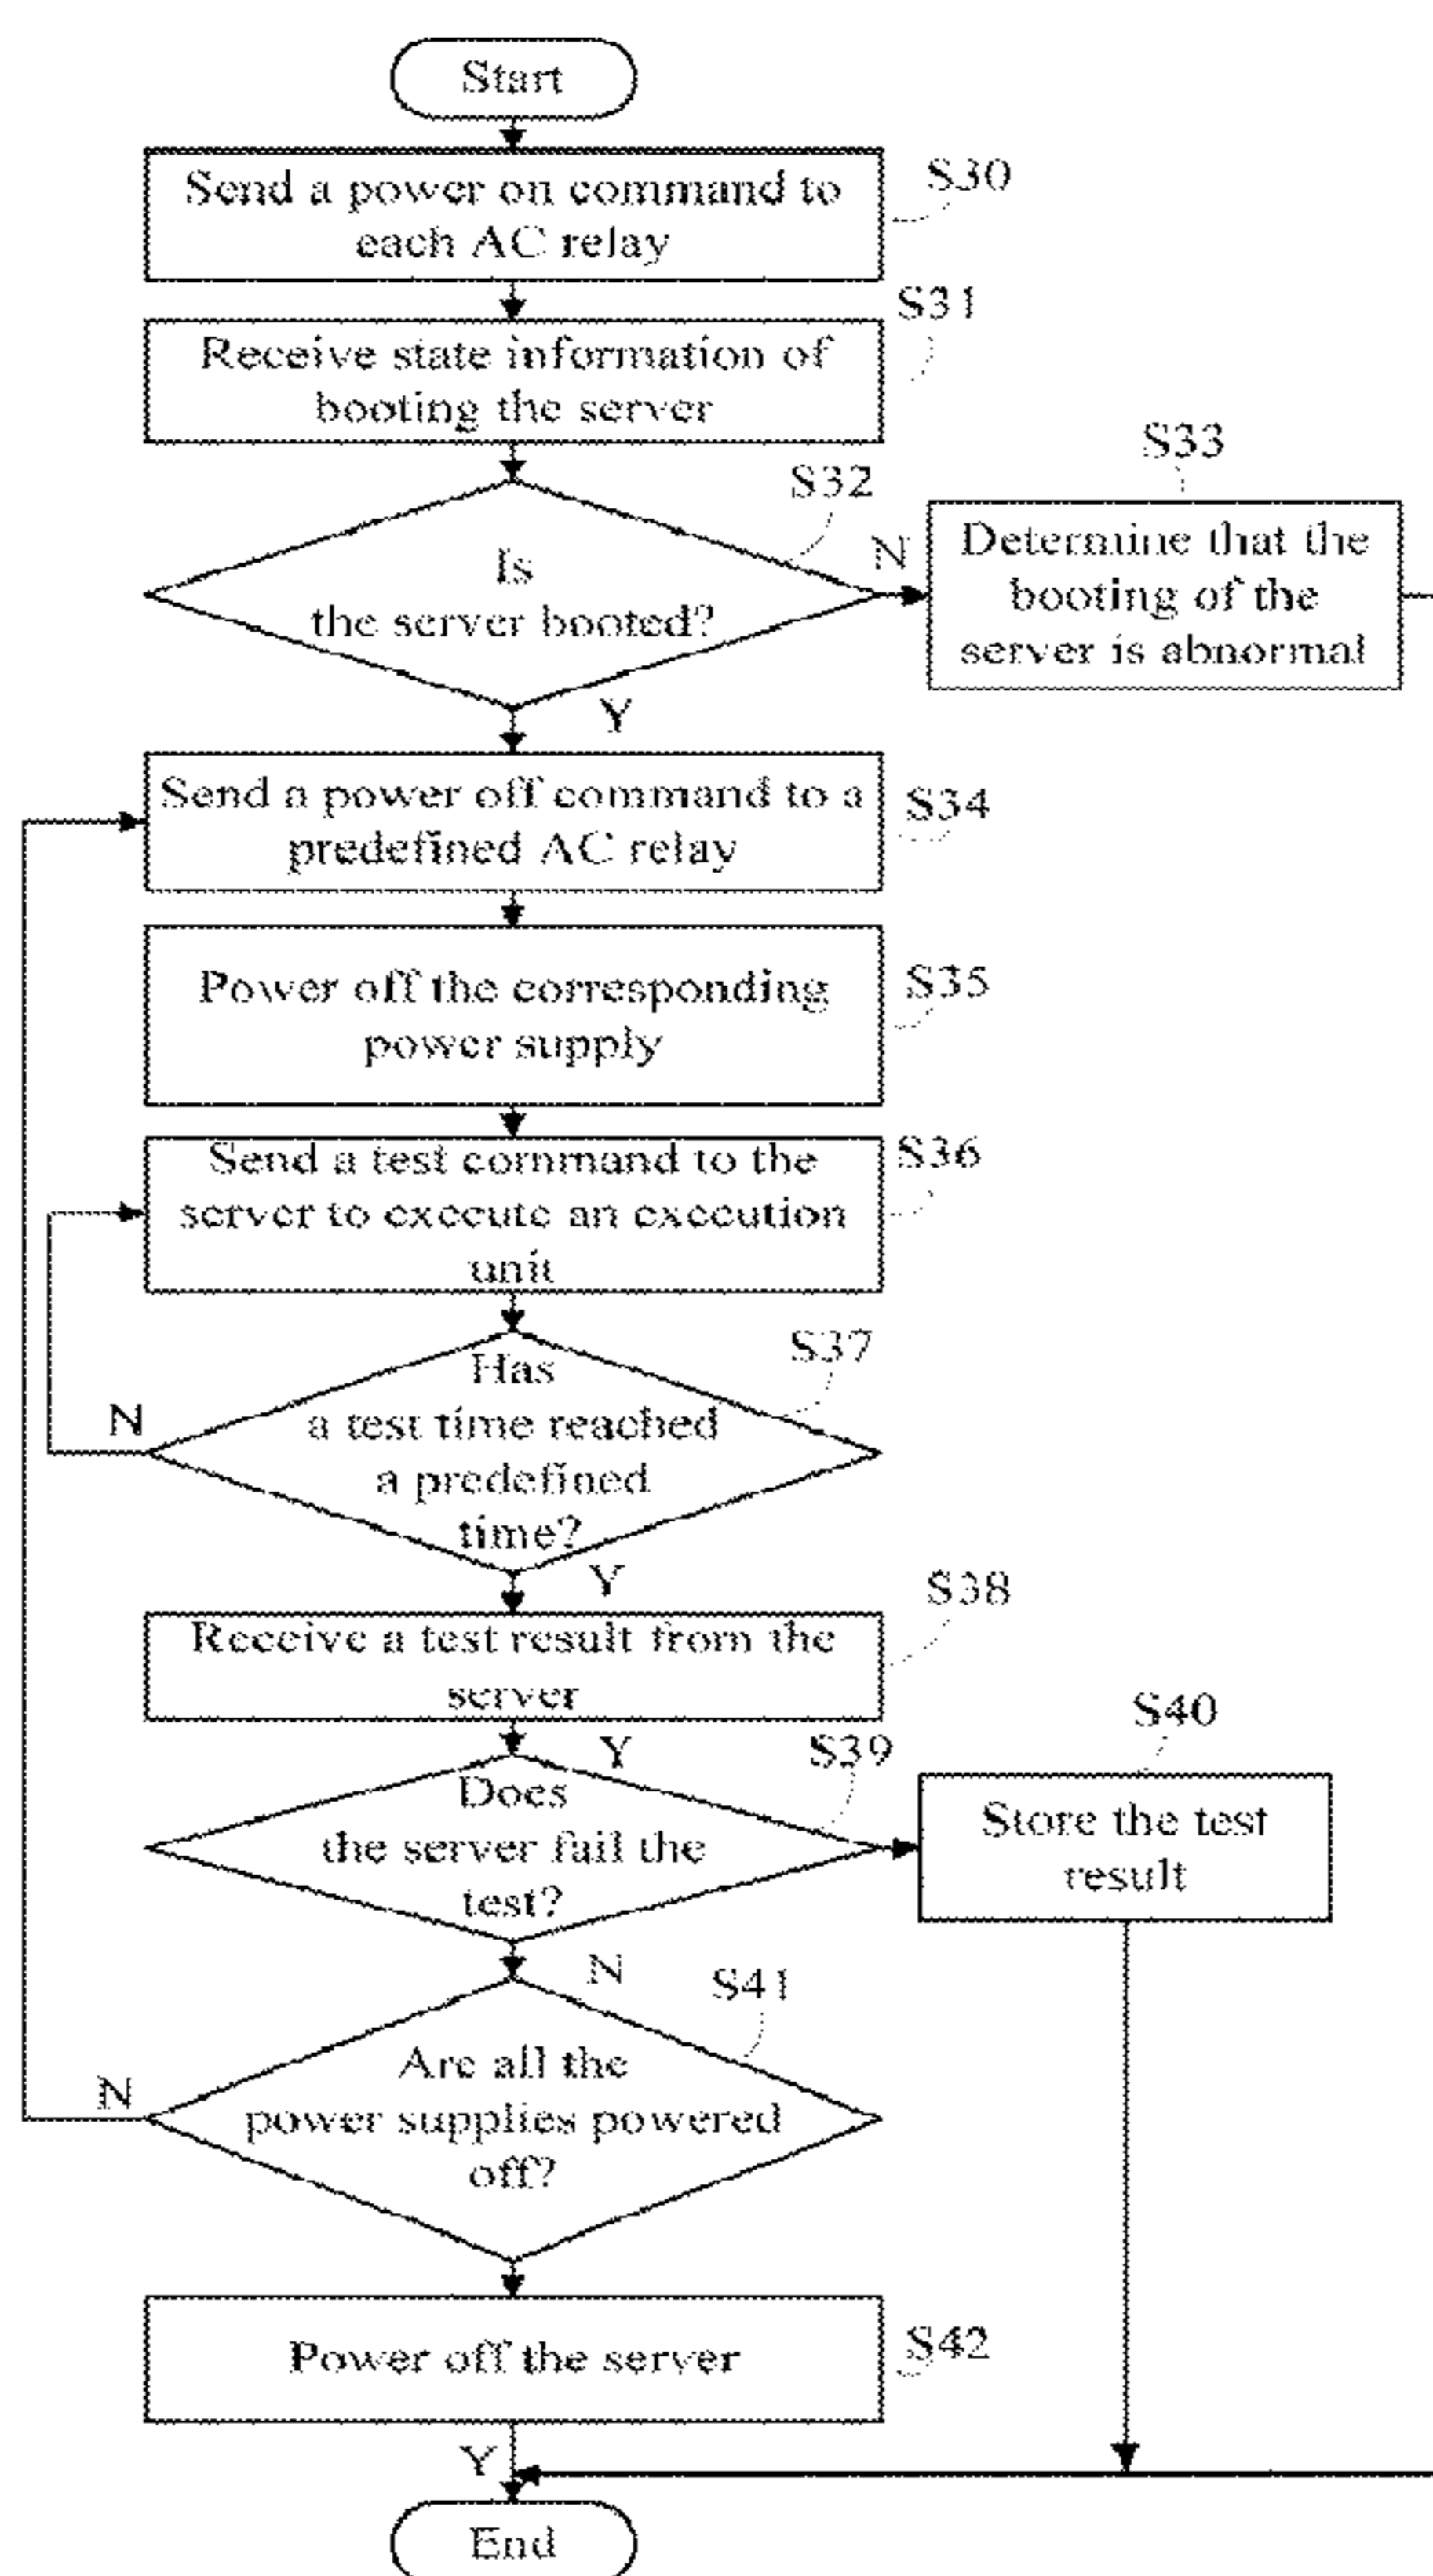 Start
Send a power on command to
each AC relay
S30
Receive state information of
booting the server
S31
Is
the server booted?
S32
N
Determine that the
booting of the
server is abnormal
S33
Y
Send a power off command to a
predefined AC relay
S34
Power off the corresponding
power supply
S35
Send a test command to the
server to execute an execution
unit
S36
Has
a test time reached
a predefined
time?
S37
N
Y
Receive a test result from the
server
S38
Does
the server fail the
test?
S39
Y
Store the test
result
S40
N
Are all the
power supplies powered
off?
S41
N
Power off the server
S42
Y
End